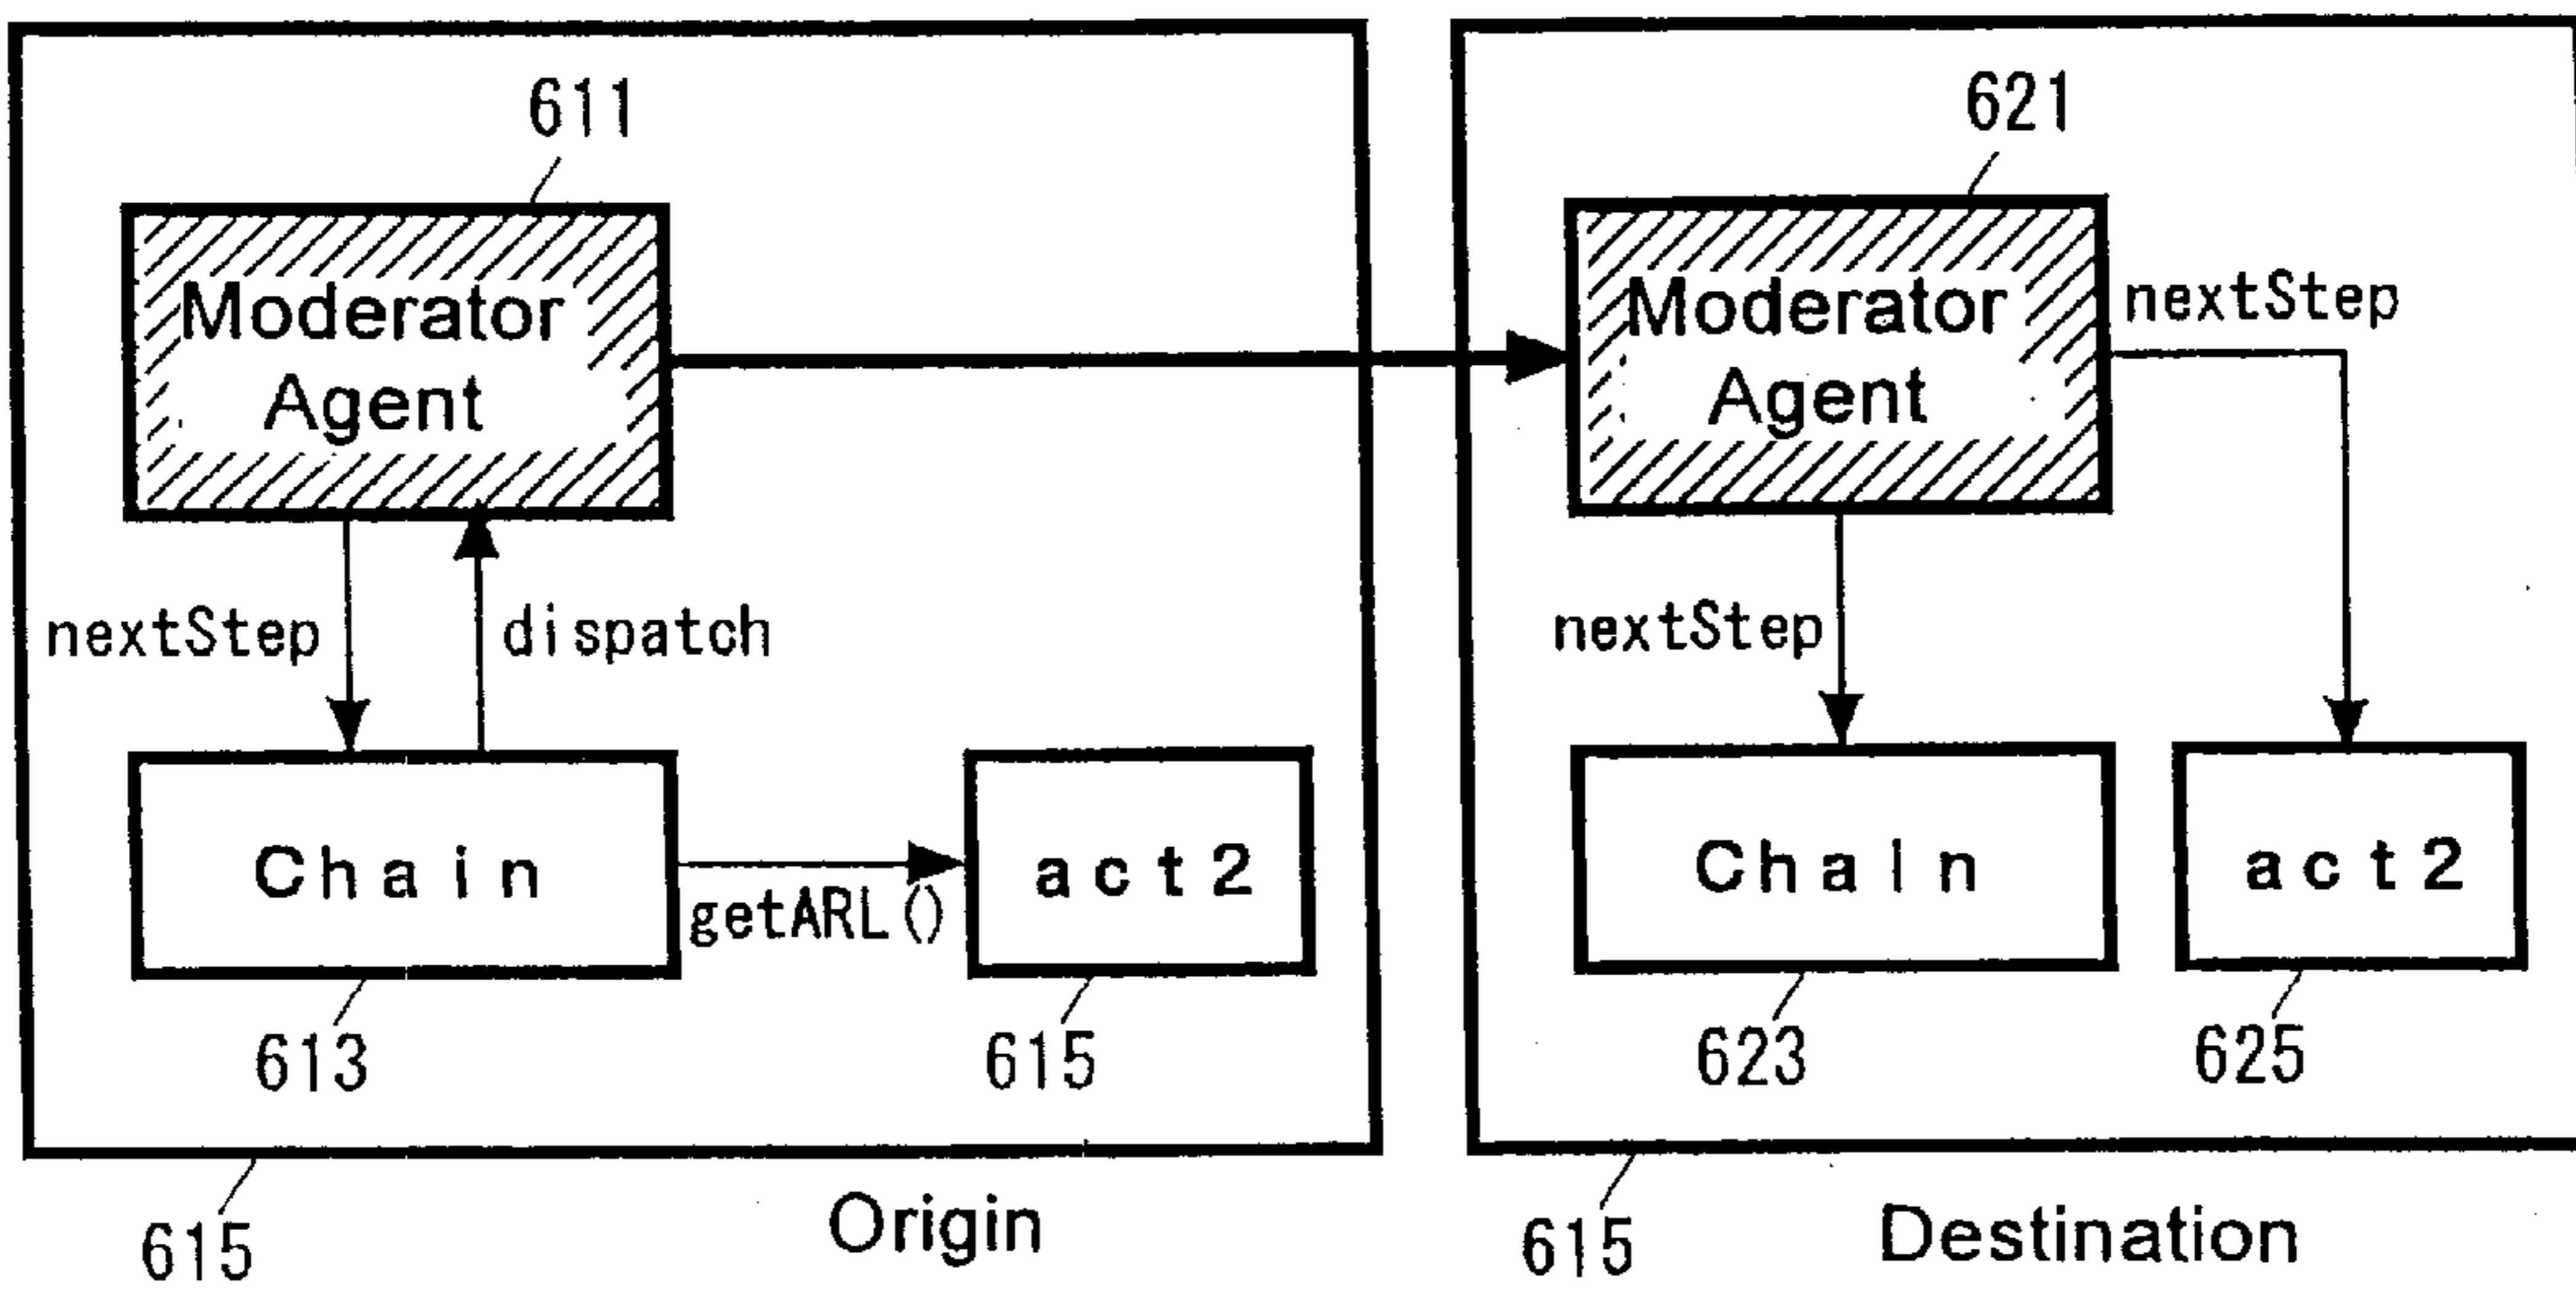 611
Moderator
Agent
nextStep
dispatch
Chain
getARL()
act2
613
615
615
Origin
621
Moderator
Agent
nextStep
nextStep
Chaln
act2
623
625
615
Destination